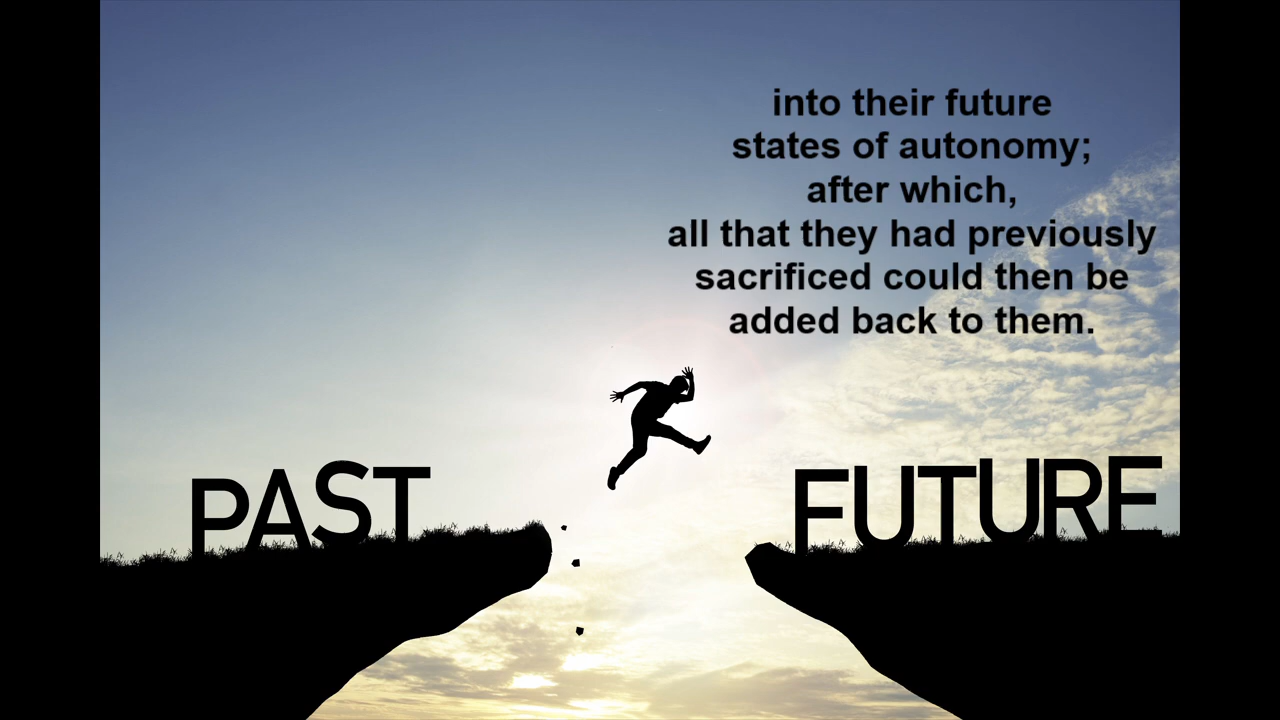 into their future
states of autonomy;
after which,
all that they had previously
sacrificed could then be
added back to them.
PAST
FUTURE